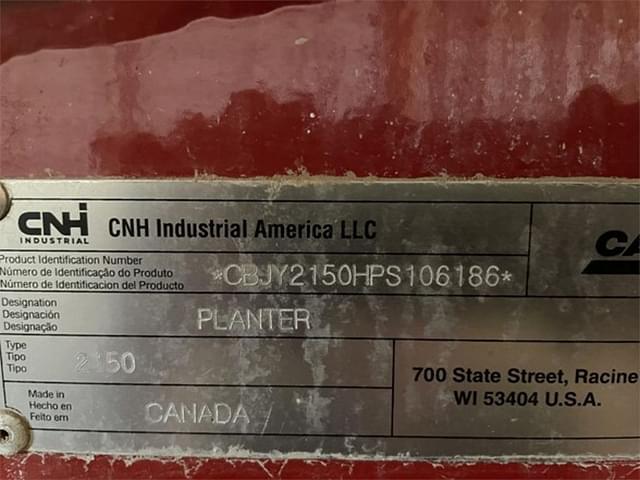 CNH
INDUSTRIAL
CNH Industrial America LLC
Product Identification Number
Número de Identificação do Produto
Número de Identificacion del Producto
*CBJY2150HPS106186*
Designation
Designación
Designação
PLANTER
Type
Tipo
Tipo
2150
Made in
Hecho en
Feito em
CANADA
CA
700 State Street, Racine
WI 53404 U.S.A.